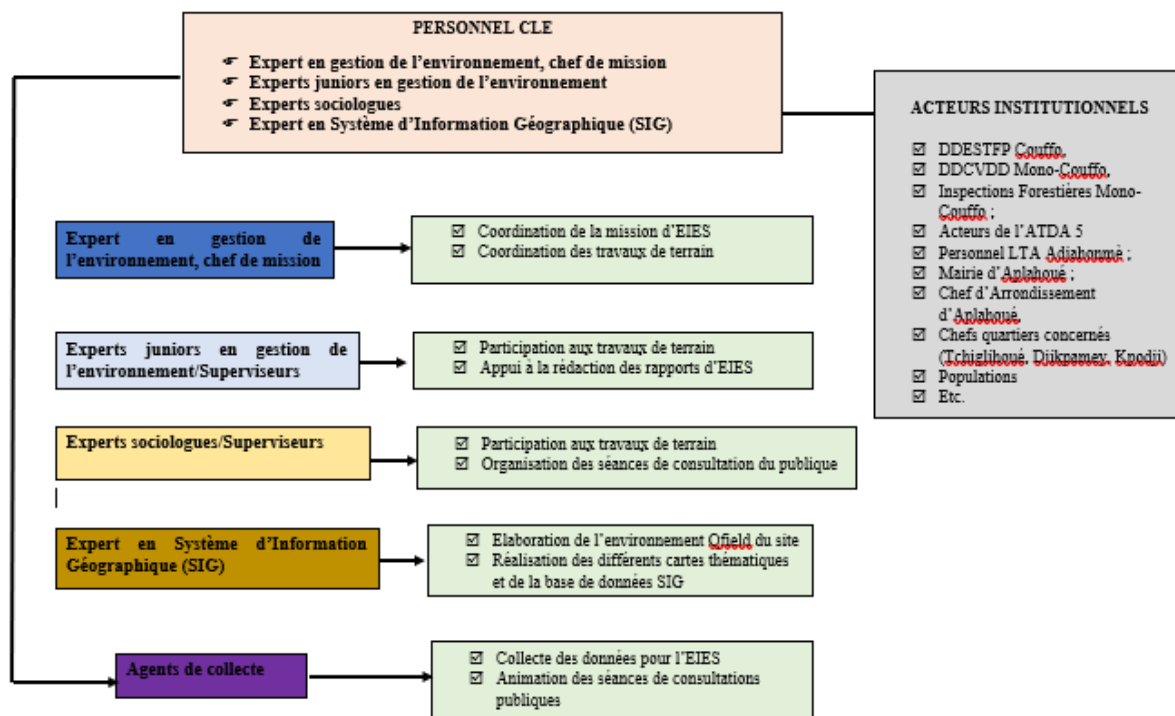 PERSONNEL CLE
☞ Expert en gestion de l’environnement, chef de mission
☞ Experts juniors en gestion de l’environnement
☞ Experts sociologues
☞ Expert en Système d’Information Géographique (SIG)
ACTEURS INSTITUTIONNELS
☑ DDESTFP Couffo,
☑ DDCVDD Mono-Couffo,
☑ Inspections Forestières Mono-
Couffo ;
☑ Acteurs de l’ATDA 5
☑ Personnel LTA Adjahonmè ;
☑ Mairie d’Aplahoué ;
☑ Chef d’Arrondissement
d’Aplahoué,
☑ Chefs quartiers concernés
(Tchiglihoué, Djikpamey, Kpodji)
☑ Populations
☑ Etc.
Expert en gestion de
l’environnement, chef de mission
☑ Coordination de la mission d’EIES
☑ Coordination des travaux de terrain
Experts juniors en gestion de
l’environnement/Superviseurs
☑ Participation aux travaux de terrain
☑ Appui à la rédaction des rapports d’EIES
Experts sociologues/Superviseurs
☑ Participation aux travaux de terrain
☑ Organisation des séances de consultation du publique
Expert en Système d’Information
Géographique (SIG)
☑ Elaboration de l’environnement Qfield du site
☑ Réalisation des différents cartes thématiques
et de la base de données SIG
Agents de collecte
☑ Collecte des données pour l’EIES
☑ Animation des séances de consultations
publiques